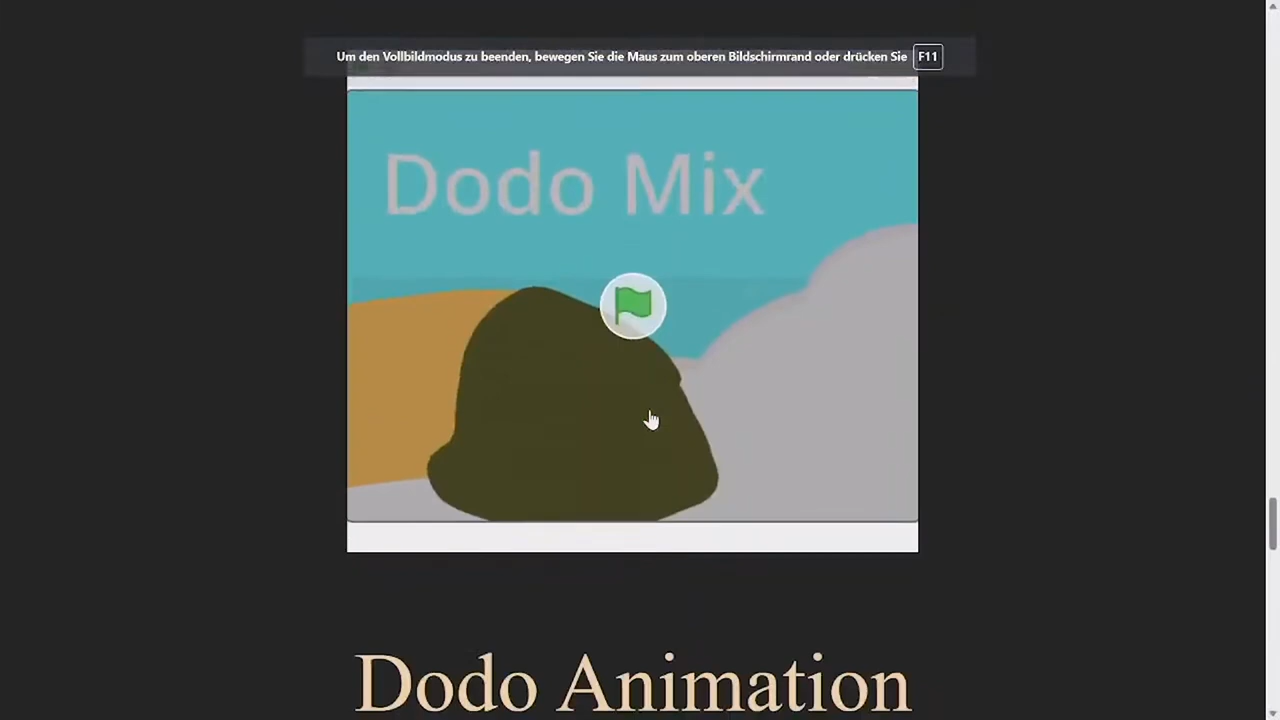 Um den Vollbildmodus zu beenden, bewegen Sie die Maus zum oberen Bildschirmrand oder drücken Sie F11
Dodo Mix
Dodo Animation